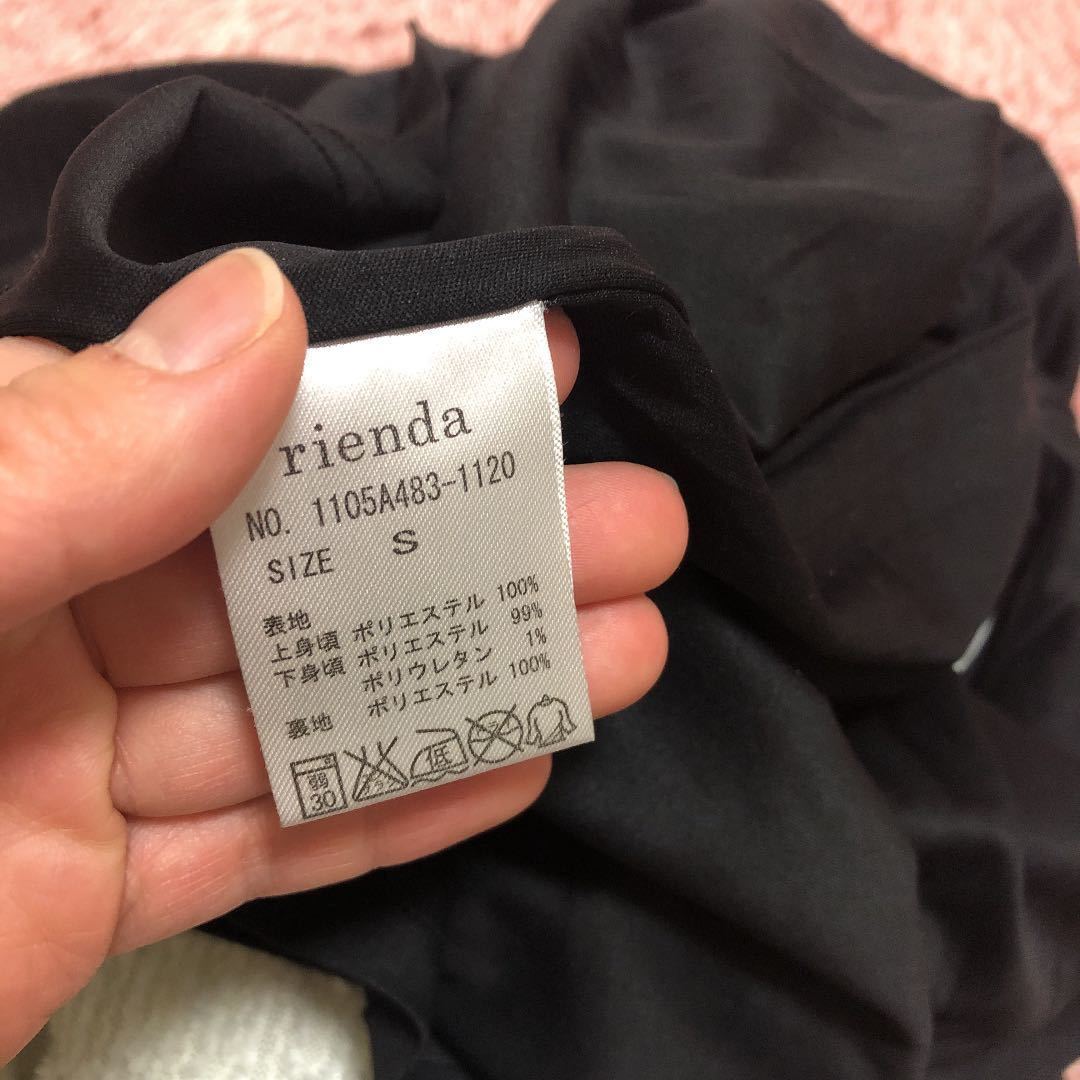 rienda
NO. 1105A483-1120
SIZE S
表地
上身頃 ポリエステル 100%
下身頃 ポリエステル 99%
ポリウレタン 1%
裏地 ポリエステル 100%
弱 30 低